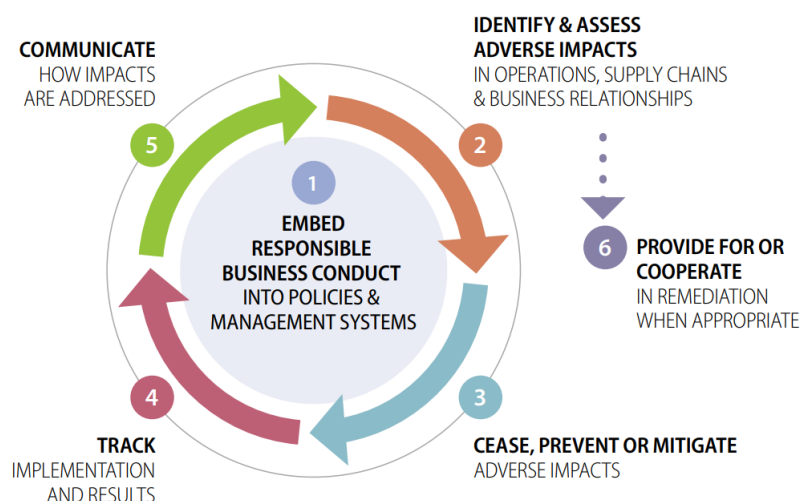 COMMUNICATE
HOW IMPACTS
ARE ADDRESSED
5
IDENTIFY & ASSESS
ADVERSE IMPACTS
IN OPERATIONS, SUPPLY CHAINS
& BUSINESS RELATIONSHIPS
2
1
EMBED
RESPONSIBLE
BUSINESS CONDUCT
INTO POLICIES &
MANAGEMENT SYSTEMS
6
PROVIDE FOR OR
COOPERATE
IN REMEDIATION
WHEN APPROPRIATE
4
TRACK
IMPLEMENTATION
AND RESULTS
3
CEASE, PREVENT OR MITIGATE
ADVERSE IMPACTS